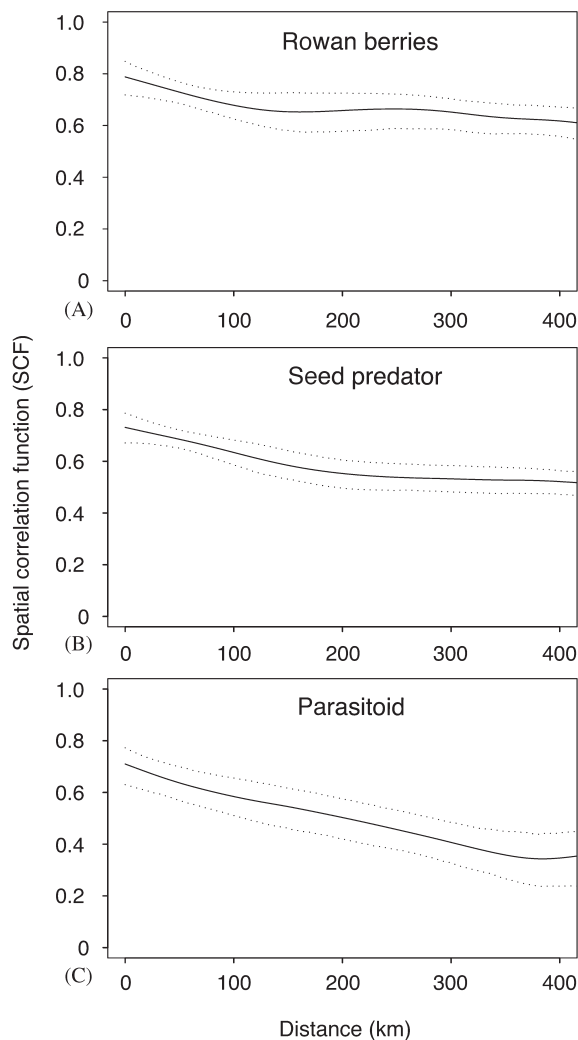 Rowan berries
1.0
0.8
0.6
0.4
0.2
0
(A)
0 100 200 300 400
Spatial correlation function (SCF)
Seed predator
1.0
0.8
0.6
0.4
0.2
0
(B)
0 100 200 300 400
Parasitoid
1.0
0.8
0.6
0.4
0.2
0
(C)
0 100 200 300 400
Distance (km)